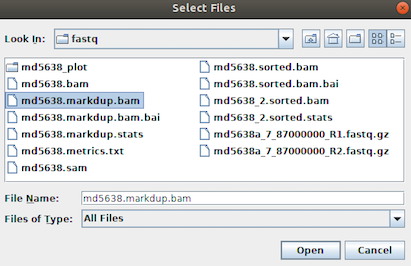 Select Files
Look In: fastq
md5638_plot
md5638.bam
md5638.markdup.bam
md5638.markdup.bam.bai
md5638.markdup.stats
md5638.metrics.txt
md5638.sam
md5638.sorted.bam
md5638.sorted.bam.bai
md5638_2.sorted.bam
md5638_2.sorted.stats
md5638a_7_87000000_R1.fastq.gz
md5638a_7_87000000_R2.fastq.gz
File Name: md5638.markdup.bam
Files of Type: All Files
Open Cancel